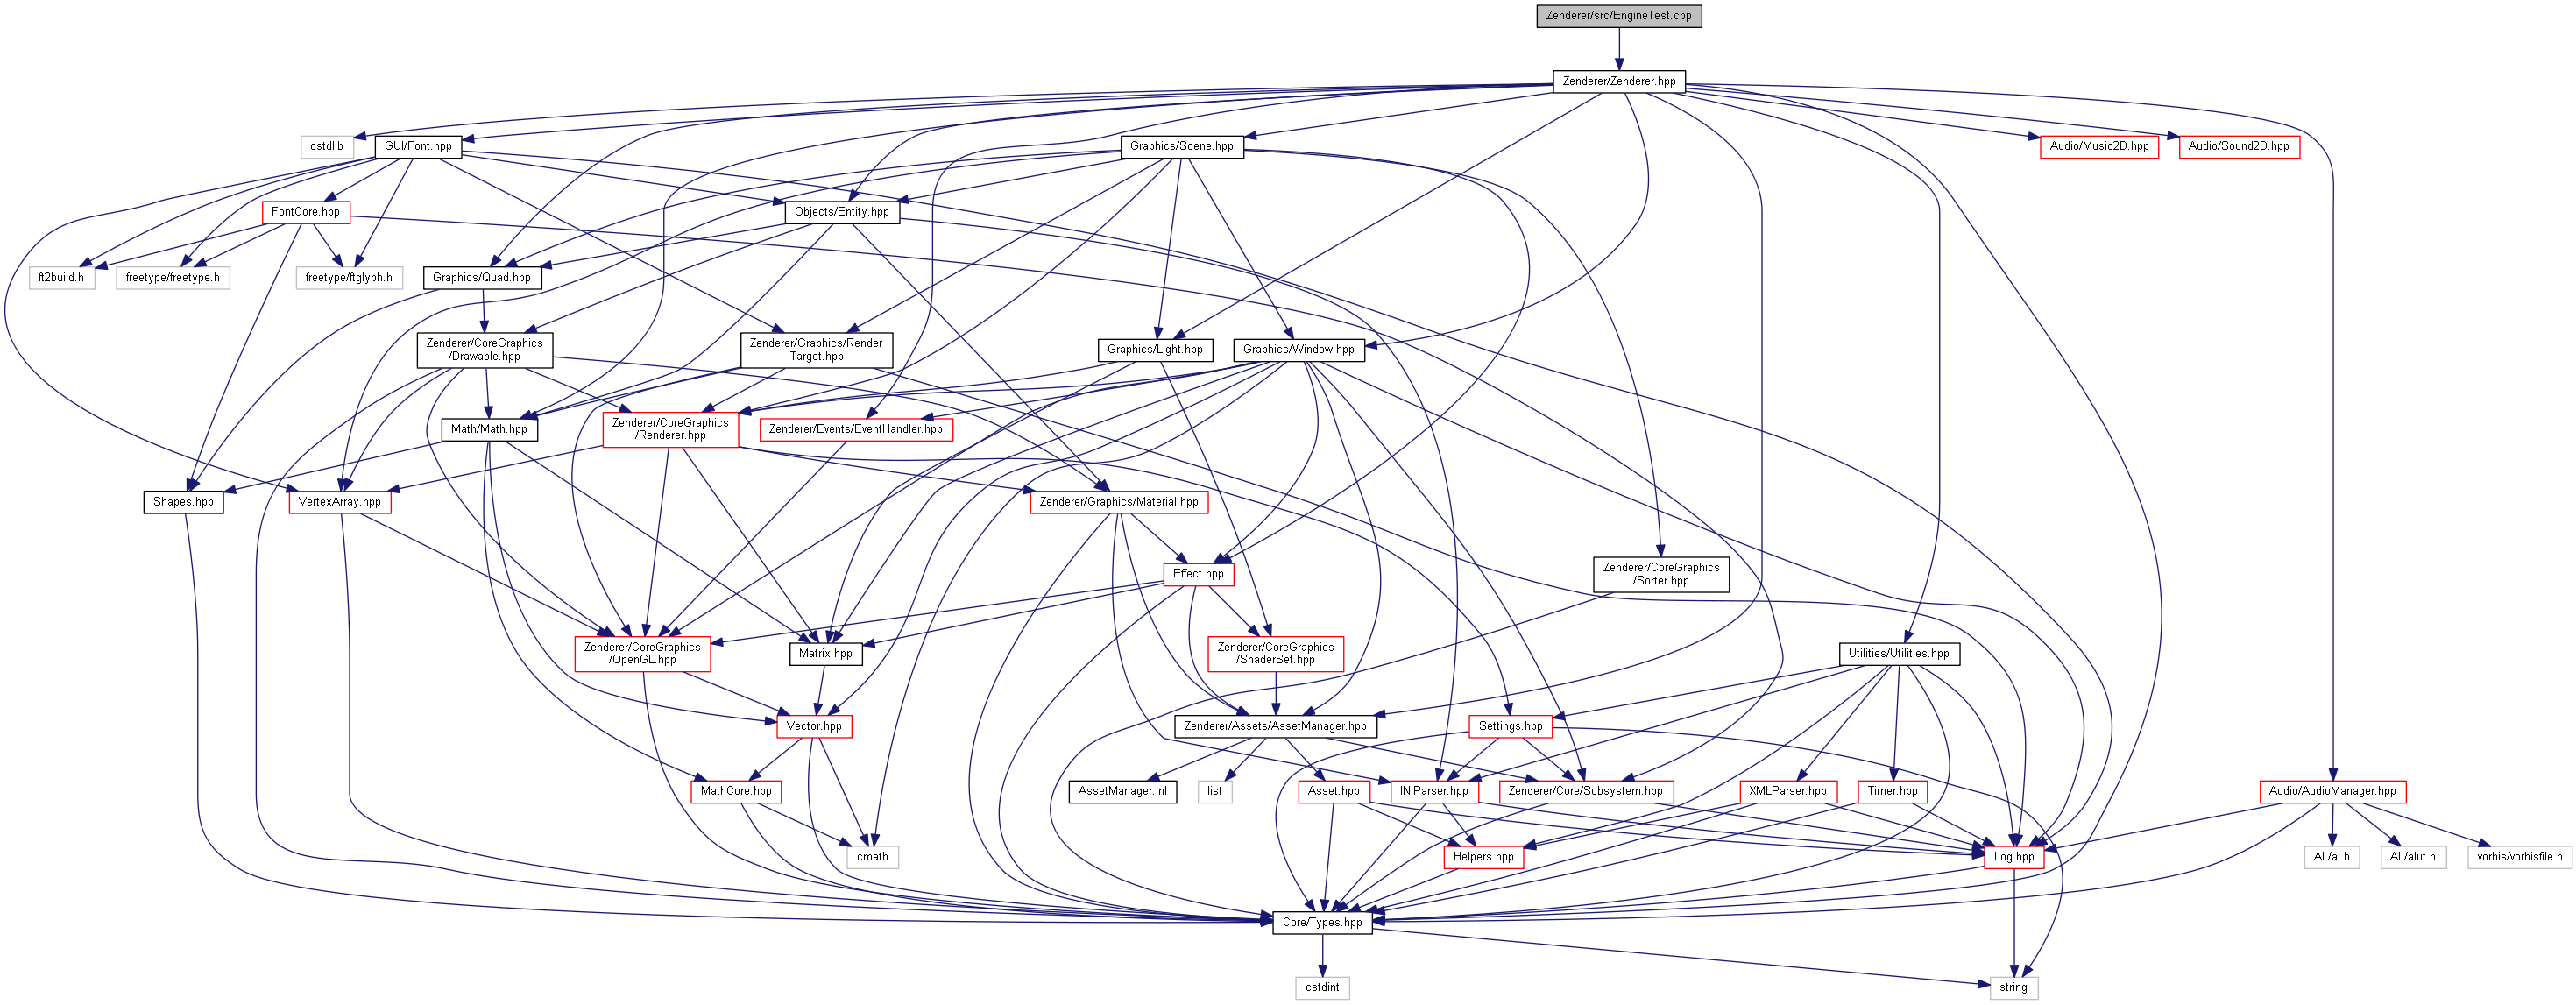 Zenderer/src/EngineTest.cpp
Zenderer/Zenderer.hpp
cstdlib
GUI/Font.hpp
Graphics/Scene.hpp
Audio/Music2D.hpp
Audio/Sound2D.hpp
FontCore.hpp
Objects/Entity.hpp
ft2build.h
freetype/freetype.h
freetype/ftglyph.h
Graphics/Quad.hpp
Zenderer/CoreGraphics
/Drawable.hpp
Zenderer/Graphics/Render
Target.hpp
Graphics/Light.hpp
Graphics/Window.hpp
Math/Math.hpp
Zenderer/CoreGraphics
/Renderer.hpp
Zenderer/Events/EventHandler.hpp
Shapes.hpp
VertexArray.hpp
Zenderer/Graphics/Material.hpp
Effect.hpp
Zenderer/CoreGraphics
/Sorter.hpp
Zenderer/CoreGraphics
/OpenGL.hpp
Matrix.hpp
Zenderer/CoreGraphics
/ShaderSet.hpp
Utilities/Utilities.hpp
Vector.hpp
Zenderer/Assets/AssetManager.hpp
Settings.hpp
MathCore.hpp
AssetManager.inl
list
Asset.hpp
INIParser.hpp
Zenderer/Core/Subsystem.hpp
XMLParser.hpp
Timer.hpp
Audio/AudioManager.hpp
cmath
Helpers.hpp
Log.hpp
AL/al.h
AL/alut.h
vorbis/vorbisfile.h
Core/Types.hpp
cstdint
string